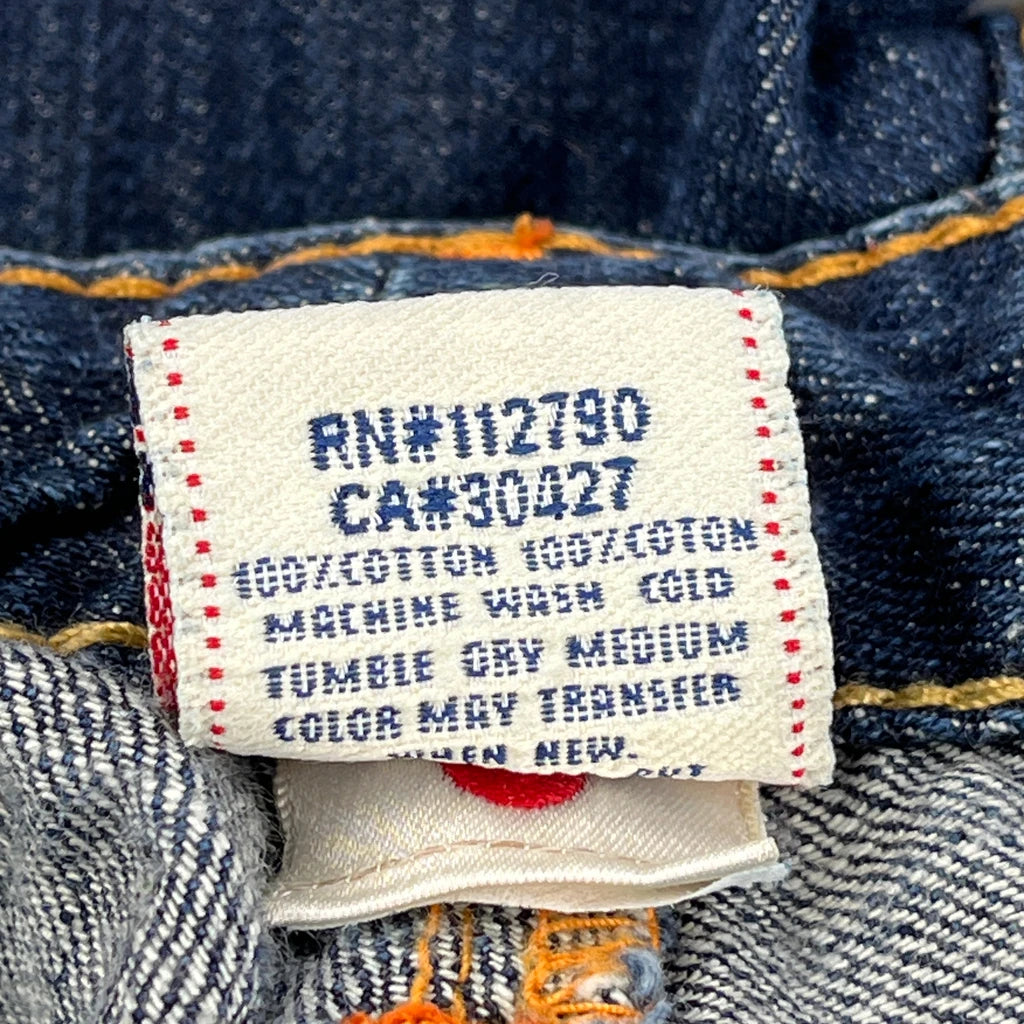 RN#112790
CA#30427
100%COTTON 100%COTON
MACHINE WASH COLD
TUMBLE DRY MEDIUM
COLOR MAY TRANSFER
WHEN NEW.